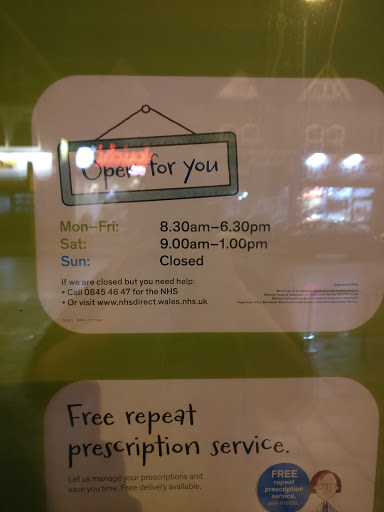 Open for you
Mon–Fri: 8.30am–6.30pm
Sat: 9.00am–1.00pm
Sun: Closed
If we are closed but you need help:
• Call 0845 46 47 for the NHS
• Or visit www.nhsdirect.wales.nhs.uk
Free repeat
prescription service.
Let us manage your prescriptions and
save you time. Free delivery available.
FREE
repeat
prescription
service,
ask inside.